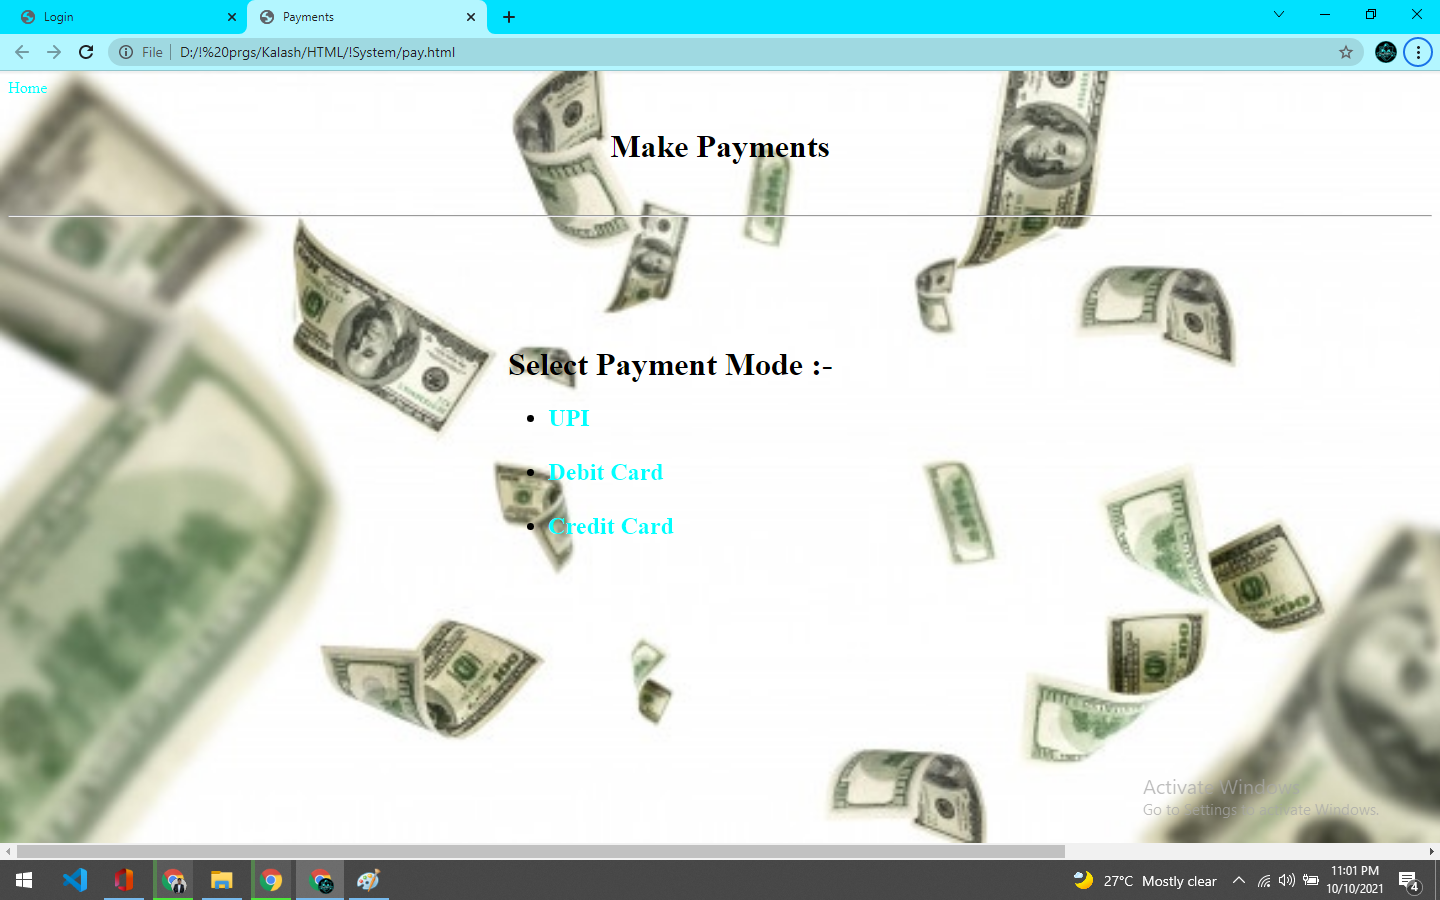 Login
Payments
File
D:/!%20prgs/Kalash/HTML/!System/pay.html
Home
Make Payments
Select Payment Mode :-
UPI
Debit Card
Credit Card
Activate Windows
Go to Settings to activate Windows.
27°C Mostly clear
11:01 PM
10/10/2021
4